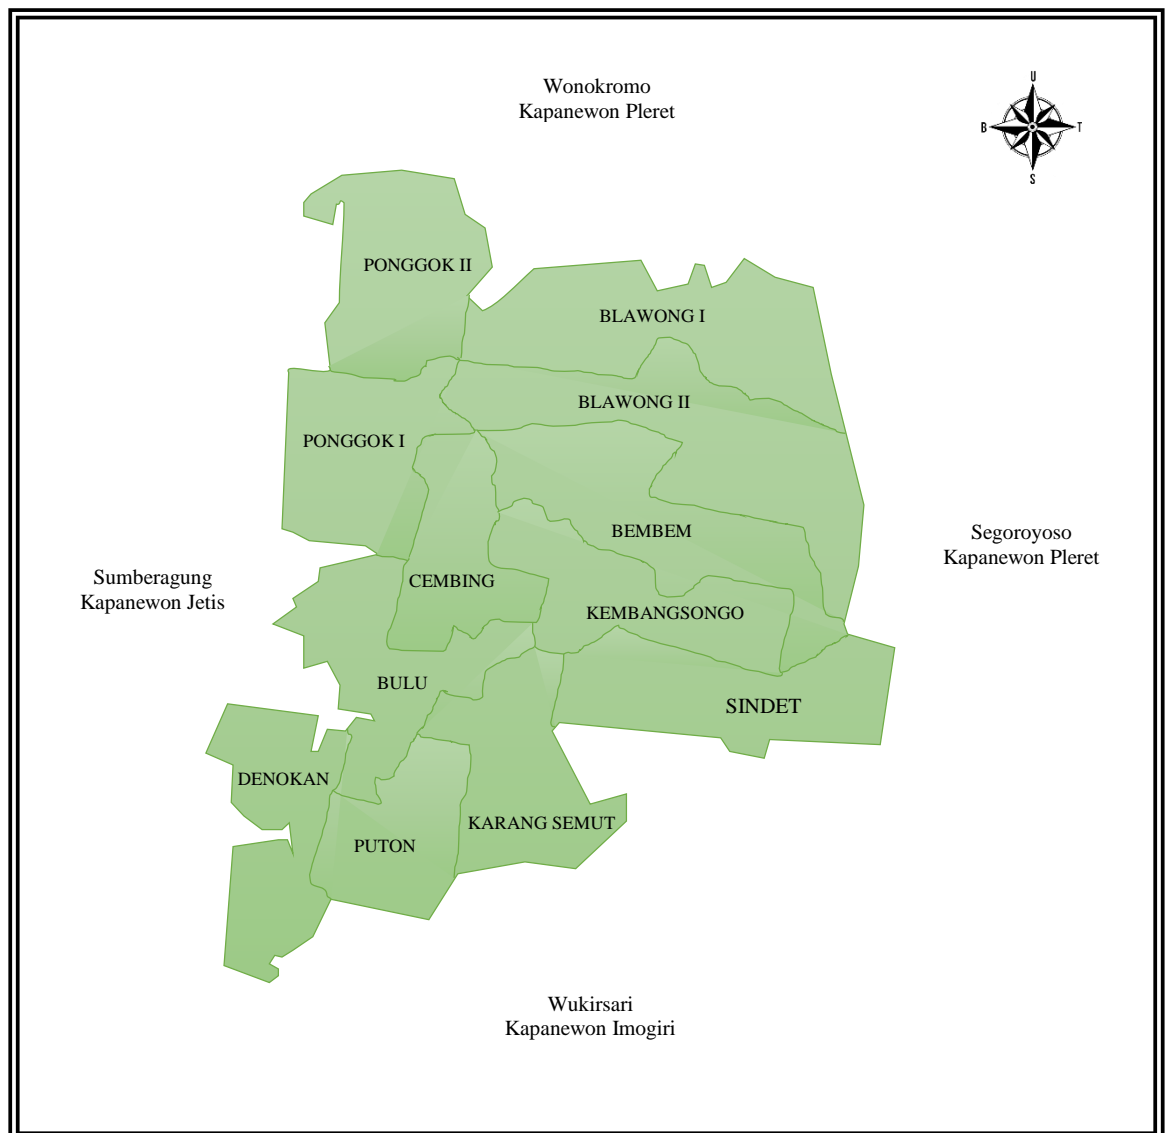 Wonokromo
Kapanewon Pleret
U
B
T
S
PONGGOK II
BLAWONG I
BLAWONG II
PONGGOK I
BEMBEM
Segoroyoso
Kapanewon Pleret
Sumberagung
Kapanewon Jetis
CEMBING
KEMBANGSONGO
BULU
SINDET
DENOKAN
KARANG SEMUT
PUTON
Wukirsari
Kapanewon Imogiri